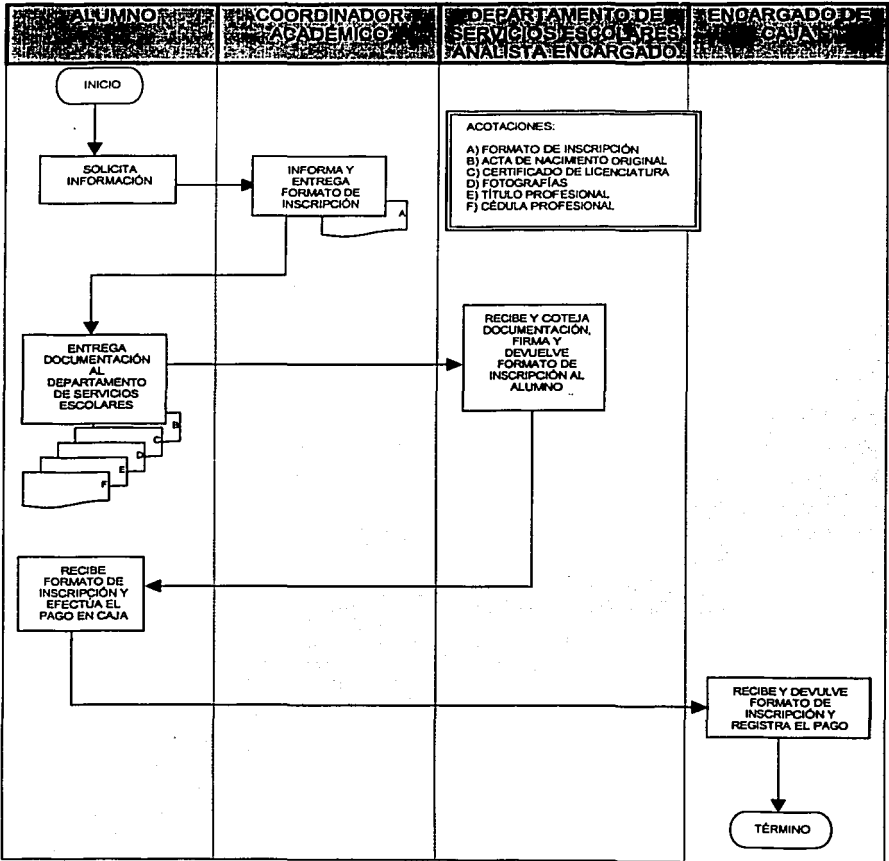 ALUMNO
COORDINADOR
ACADÉMICO
DEPARTAMENTO DE
SERVICIOS ESCOLARES
ANALISTA ENCARGADO
ENCARGADO DE
CAJA
INICIO
SOLICITA
INFORMACIÓN
INFORMA Y
ENTREGA
FORMATO DE
INSCRIPCIÓN
A
ACOTACIONES:
A) FORMATO DE INSCRIPCIÓN
B) ACTA DE NACIMIENTO ORIGINAL
C) CERTIFICADO DE LICENCIATURA
D) FOTOGRAFÍAS
E) TÍTULO PROFESIONAL
F) CÉDULA PROFESIONAL
ENTREGA
DOCUMENTACIÓN
AL
DEPARTAMENTO
DE SERVICIOS
ESCOLARES
B
C
D
E
F
RECIBE Y COTEJA
DOCUMENTACIÓN,
FIRMA Y
DEVUELVE
FORMATO DE
INSCRIPCIÓN AL
ALUMNO
RECIBE
FORMATO DE
INSCRIPCIÓN Y
EFECTÚA EL
PAGO EN CAJA
RECIBE Y DEVULVE
FORMATO DE
INSCRIPCIÓN Y
REGISTRA EL PAGO
TÉRMINO